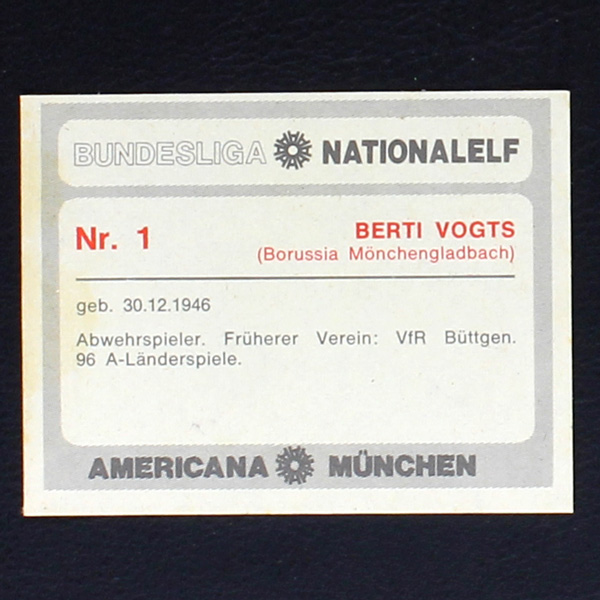 BUNDESLIGA NATIONALELF
Nr. 1
BERTI VOGTS
(Borussia Mönchengladbach)
geb. 30.12.1946
Abwehrspieler. Früherer Verein: VfR Büttgen.
96 A-Länderspiele.
AMERICANA MÜNCHEN